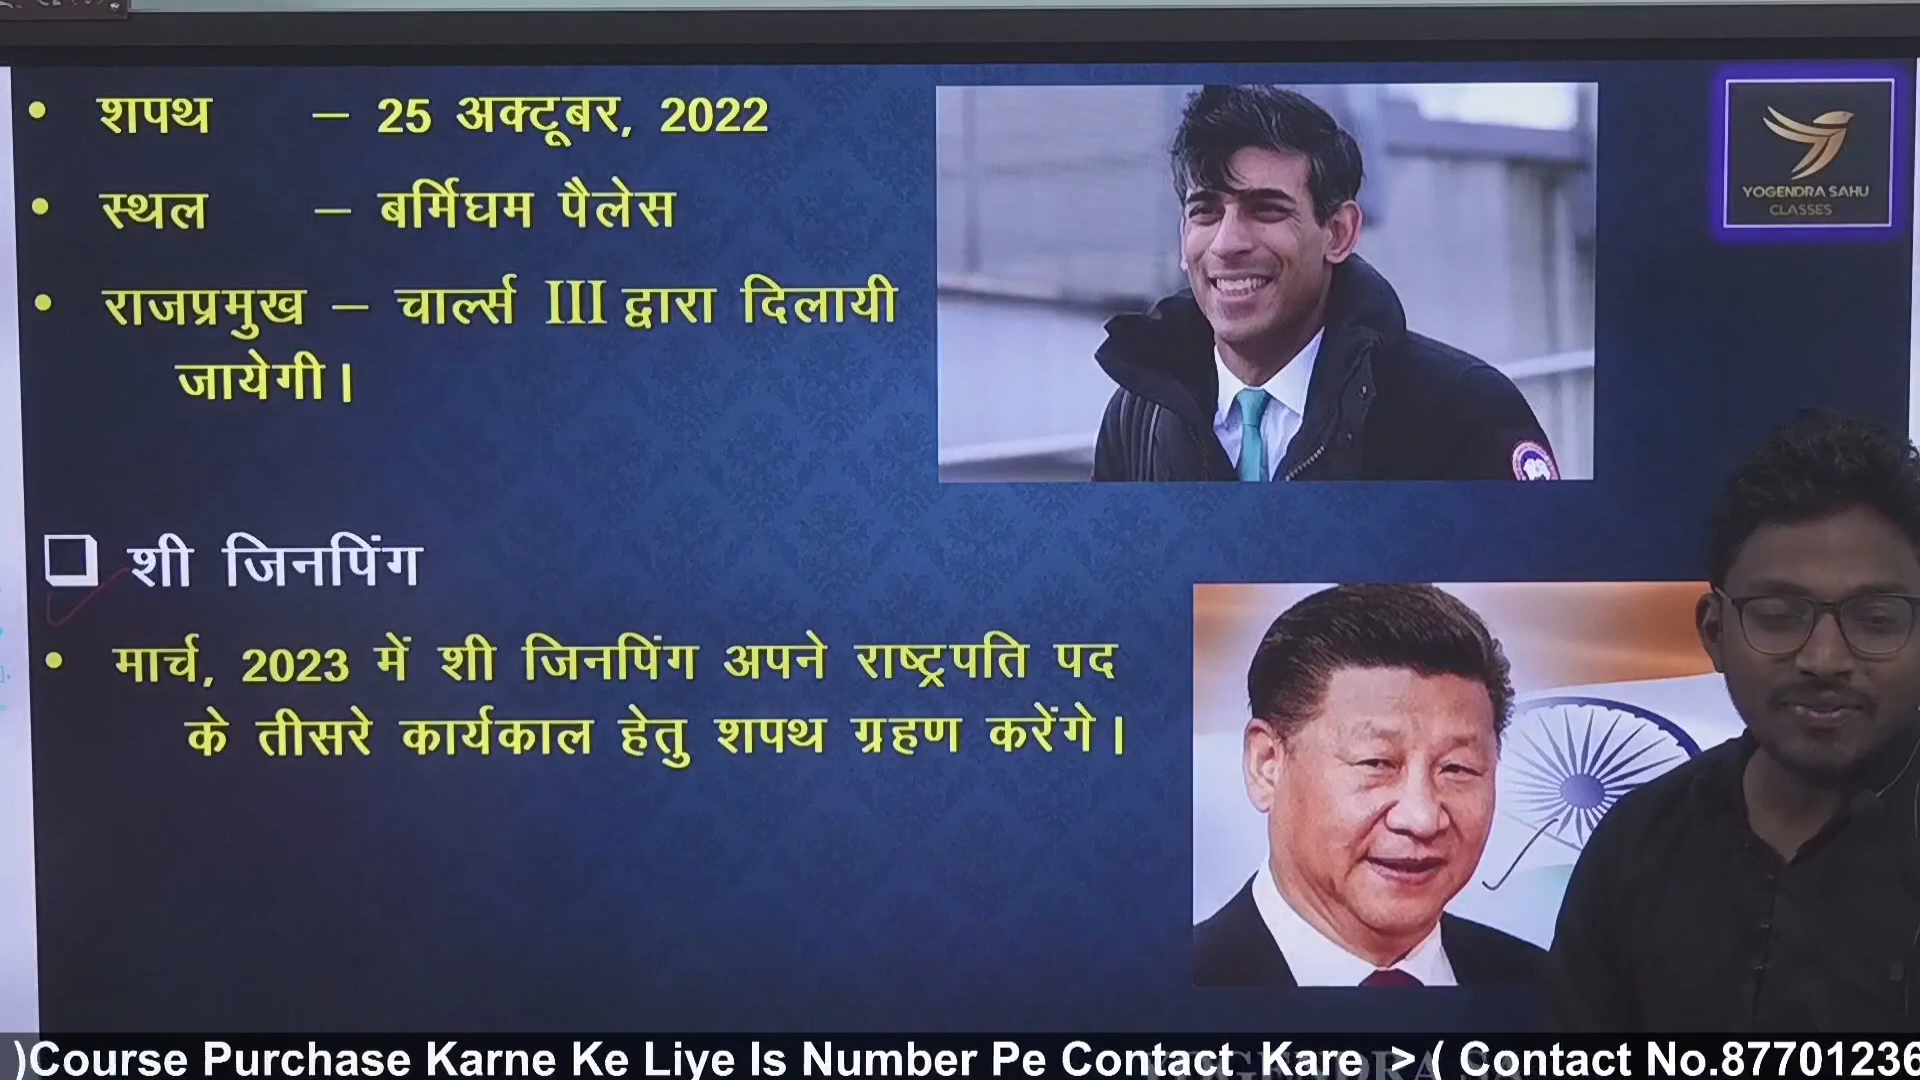 • शपथ – 25 अक्टूबर, 2022
• स्थल – बर्मिंघम पैलेस
• राजप्रमुख – चार्ल्स III द्वारा दिलायी
जायेगी।
YOGENDRA SAHU
CLASSES
❑ शी जिनपिंग
• मार्च, 2023 में शी जिनपिंग अपने राष्ट्रपति पद
के तीसरे कार्यकाल हेतु शपथ ग्रहण करेंगे।
)Course Purchase Karne Ke Liye Is Number Pe Contact Kare > ( Contact No.87701236